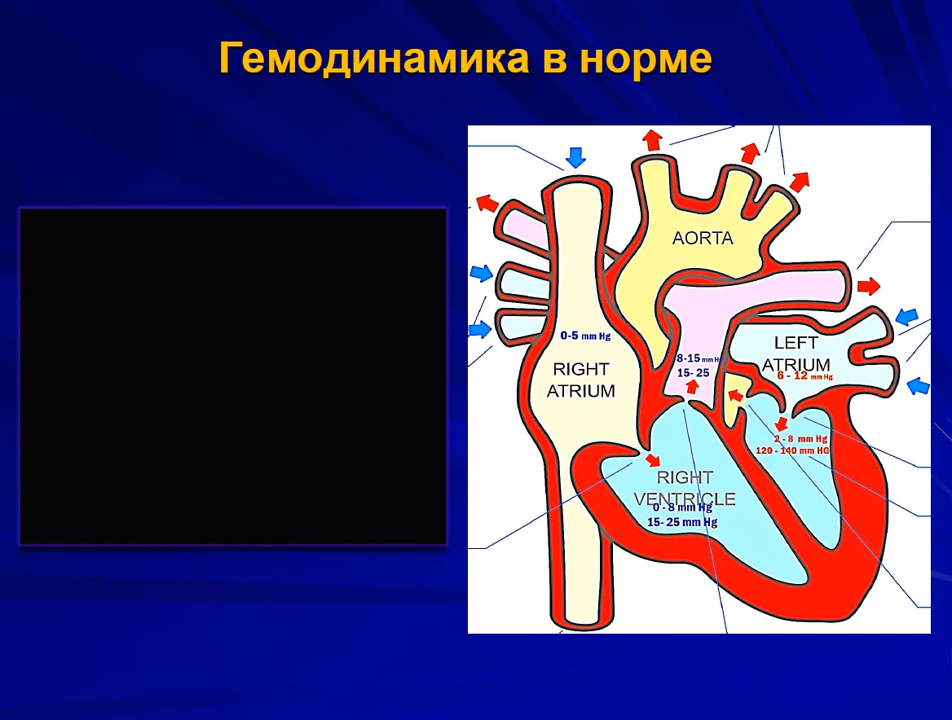 Гемодинамика в норме
AORTA
0-5 mm Hg
RIGHT
ATRIUM
8-15 mm H
15- 25
LEFT
ATRIUM
6 - 12 mm Hg
2 - 8 mm Hg
120 - 140 mm HG
RIGHT
VENTRICLE
0 - 8 mm Hg
15- 25 mm Hg